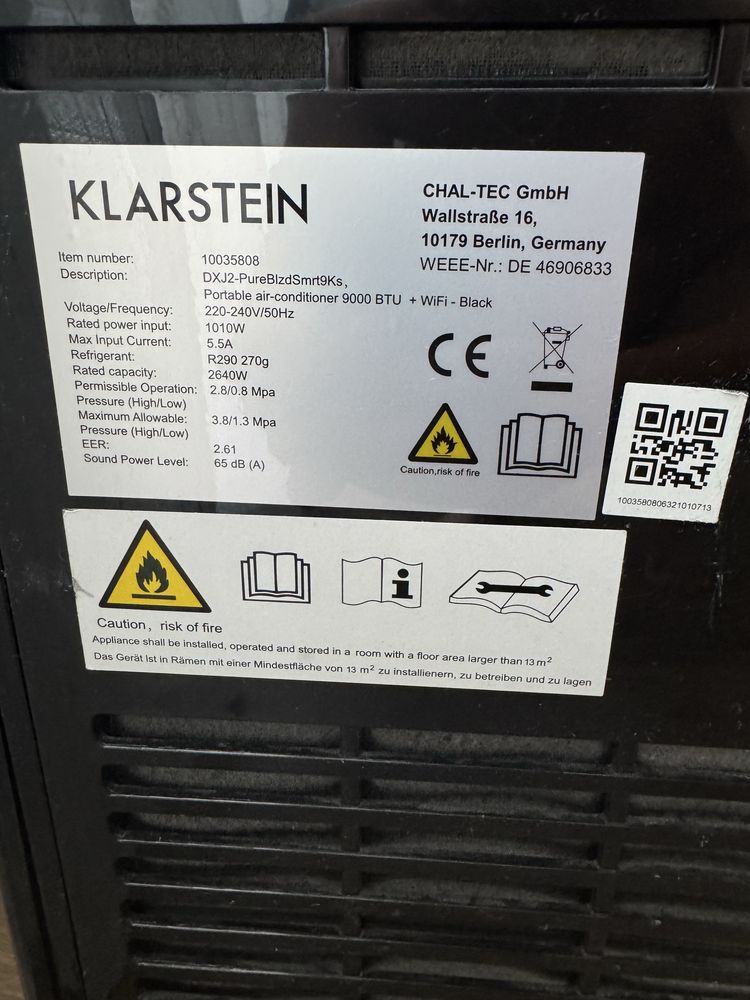 KLARSTEIN
CHAL-TEC GmbH
Wallstraße 16,
10179 Berlin, Germany
WEEE-Nr.: DE 46906833
Item number: 10035808
Description: DXJ2-PureBlzdSmrt9Ks,
Portable air-conditioner 9000 BTU + WiFi - Black
Voltage/Frequency: 220-240V/50Hz
Rated power input: 1010W
Max Input Current: 5.5A
Refrigerant: R290 270g
Rated capacity: 2640W
Permissible Operation: 2.8/0.8 Mpa
Pressure (High/Low)
Maximum Allowable: 3.8/1.3 Mpa
Pressure (High/Low)
EER: 2.61
Sound Power Level: 65 dB (A)
CE
Caution,risk of fire
1003580806321010713
Caution, risk of fire
Appliance shall be installed, operated and stored in a room with a floor area larger than 13 m²
Das Gerät Ist in Rämen mit einer Mindestfläche von 13 m² zu installienern, zu betreiben und zu lagen